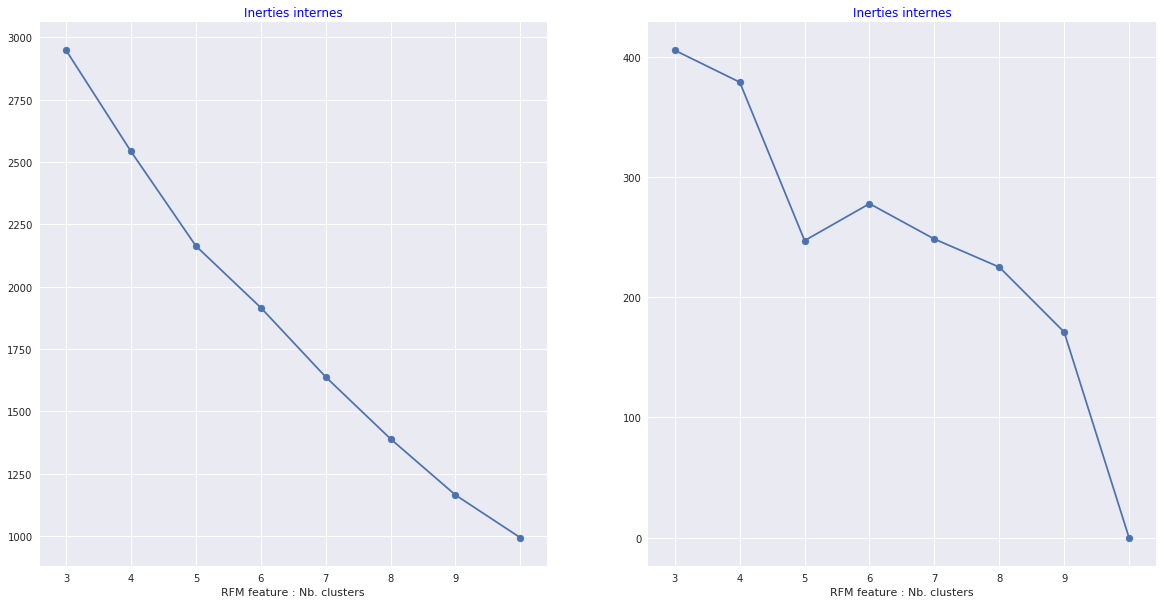 Inerties internes
3000
2750
2500
2250
2000
1750
1500
1250
1000
3 4 5 6 7 8 9
RFM feature : Nb. clusters
Inerties internes
400
300
200
100
0
3 4 5 6 7 8 9
RFM feature : Nb. clusters